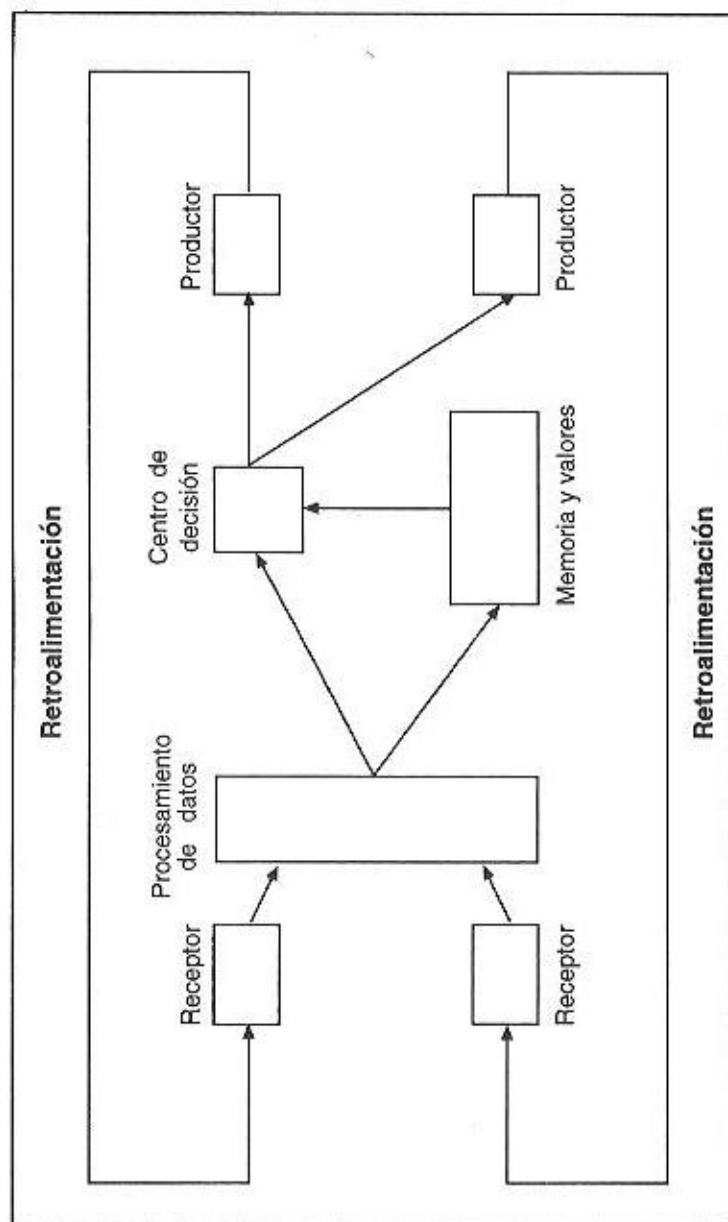 Retroalimentación
Receptor
Procesamiento
de datos
Centro de
decisión
Productor
Receptor
Memoria y valores
Productor
Retroalimentación